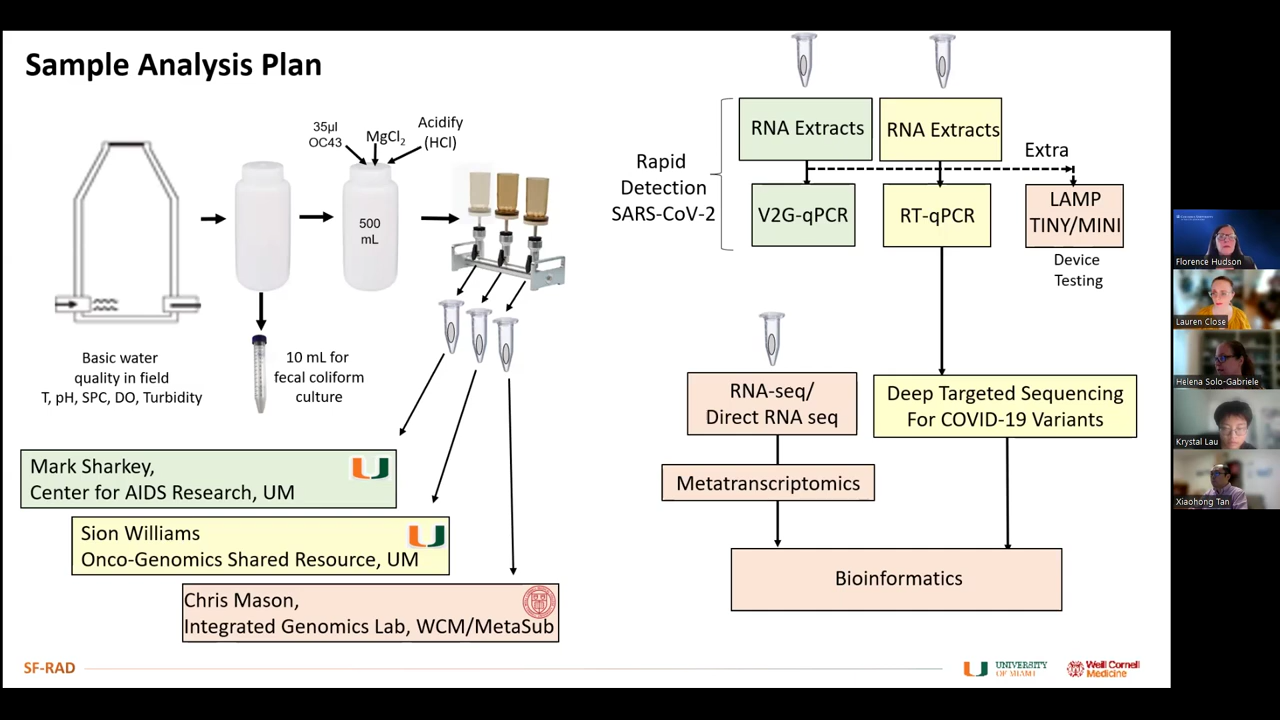 Sample Analysis Plan
35µl
OC43
MgCl2
Acidify
(HCl)
500
mL
Basic water
quality in field
T, pH, SPC, DO, Turbidity
10 mL for
fecal coliform
culture
Mark Sharkey,
Center for AIDS Research, UM
Sion Williams
Onco-Genomics Shared Resource, UM
Chris Mason,
Integrated Genomics Lab, WCM/MetaSub
Rapid
Detection
SARS-CoV-2
RNA Extracts
RNA Extracts
Extra
V2G-qPCR
RT-qPCR
LAMP
TINY/MINI
Device
Testing
RNA-seq/
Direct RNA seq
Deep Targeted Sequencing
For COVID-19 Variants
Metatranscriptomics
Bioinformatics
SF-RAD
UNIVERSITY
OF MIAMI
Weill Cornell
Medicine
Florence Hudson
Lauren Close
Helena Solo-Gabriele
Krystal Lau
Xiaohong Tan